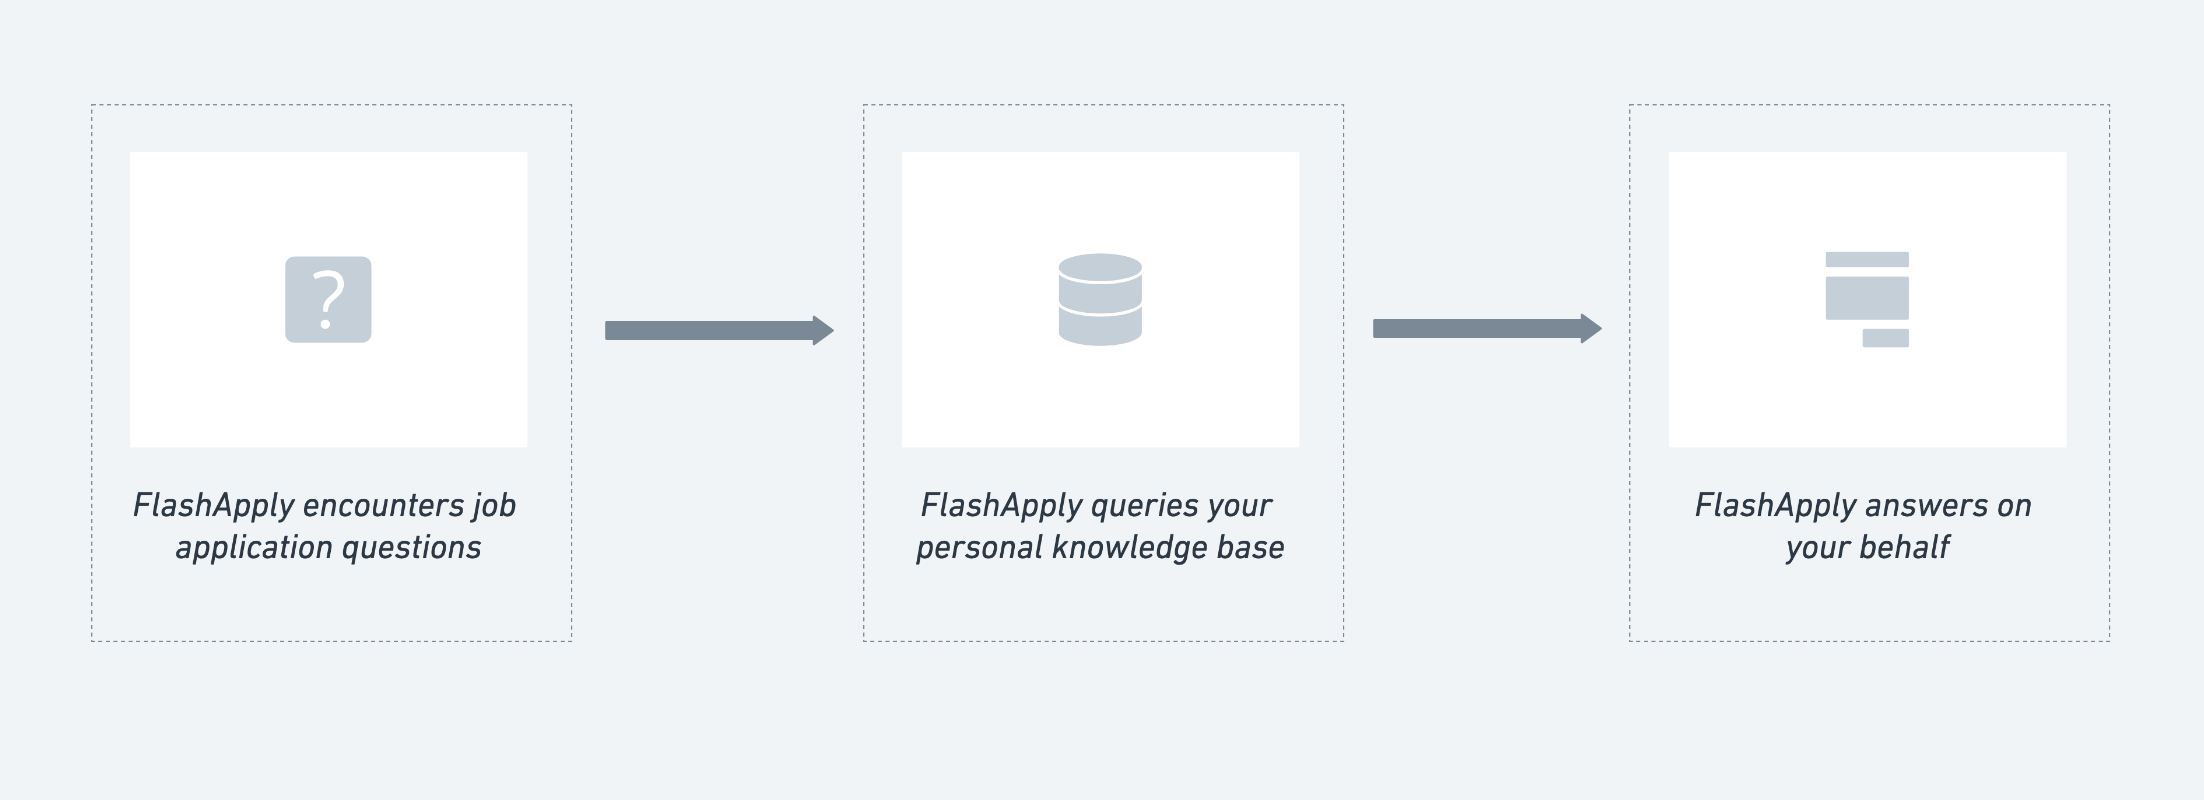 ?
FlashApply encounters job
application questions
FlashApply queries your
personal knowledge base
FlashApply answers on
your behalf